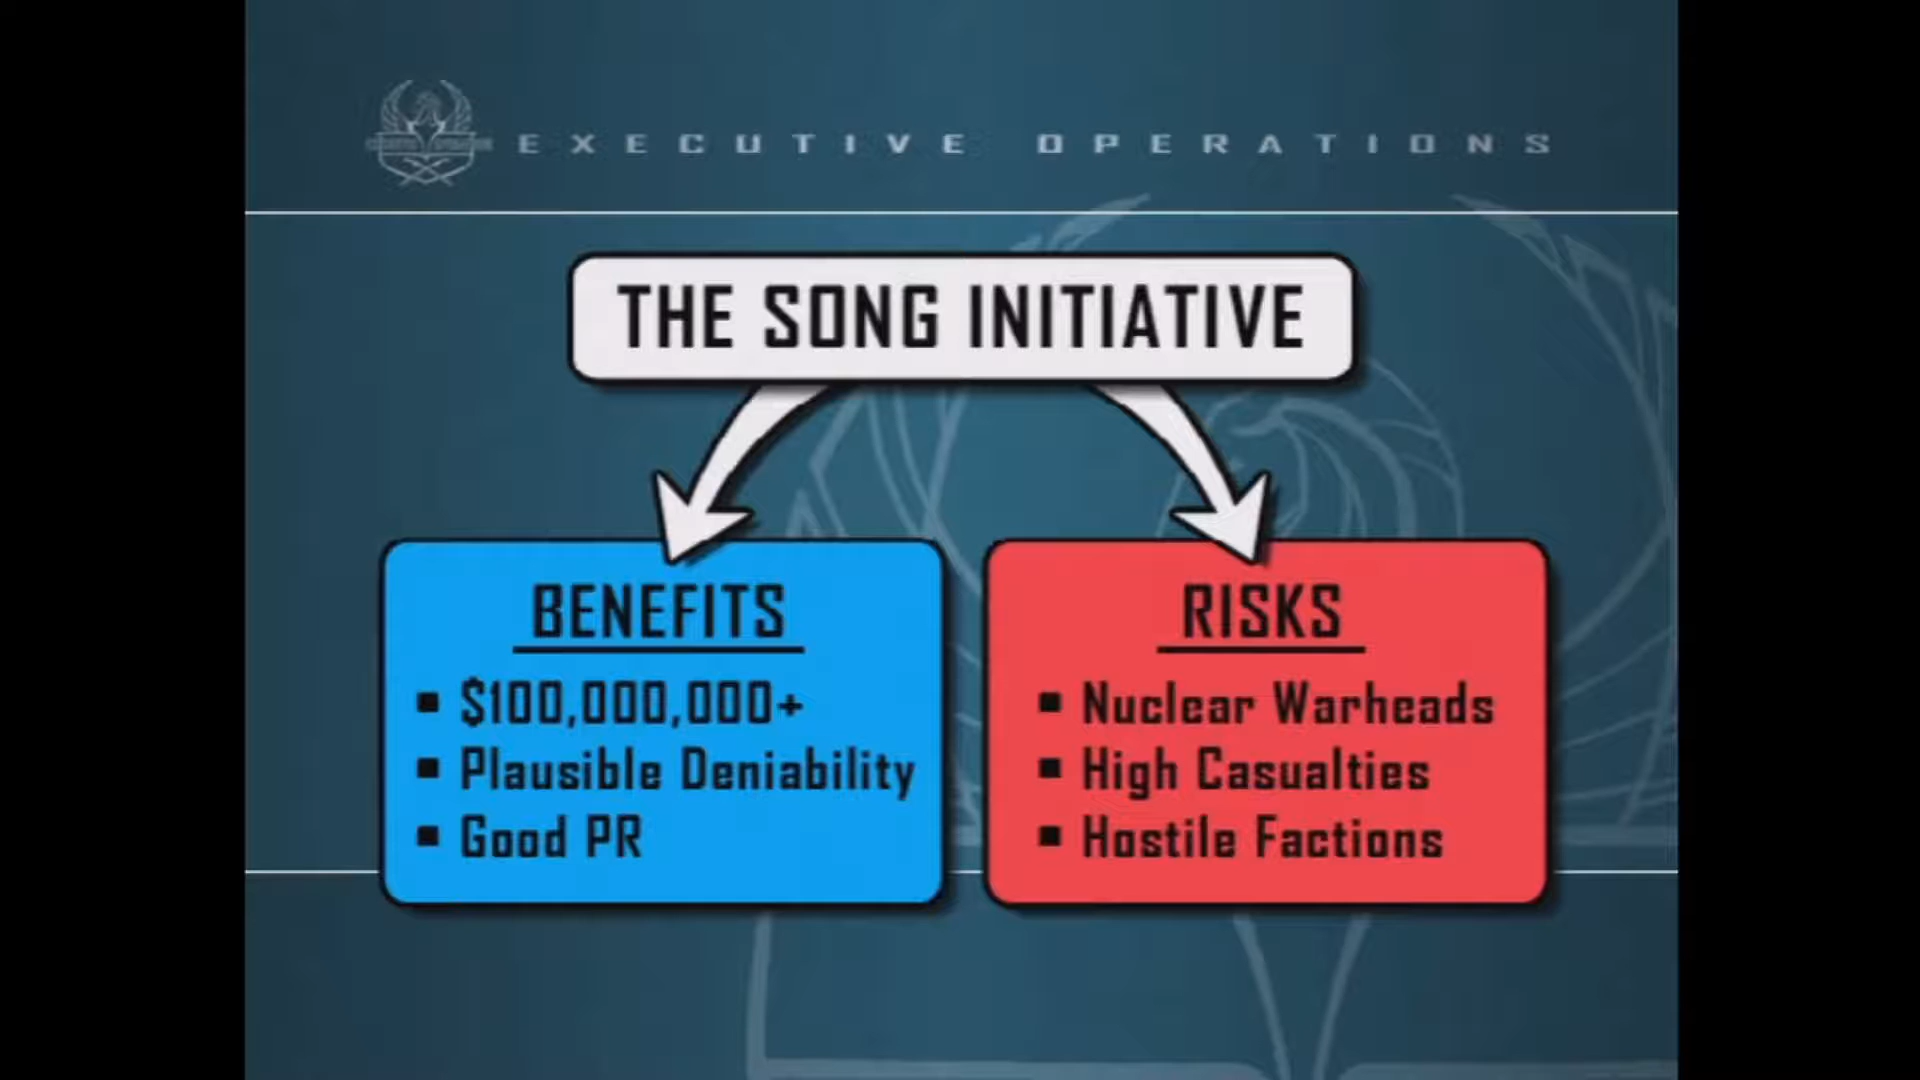 EXECUTIVE OPERATIONS
THE SONG INITIATIVE
BENEFITS
▪ $100,000,000+
▪ Plausible Deniability
▪ Good PR
RISKS
▪ Nuclear Warheads
▪ High Casualties
▪ Hostile Factions